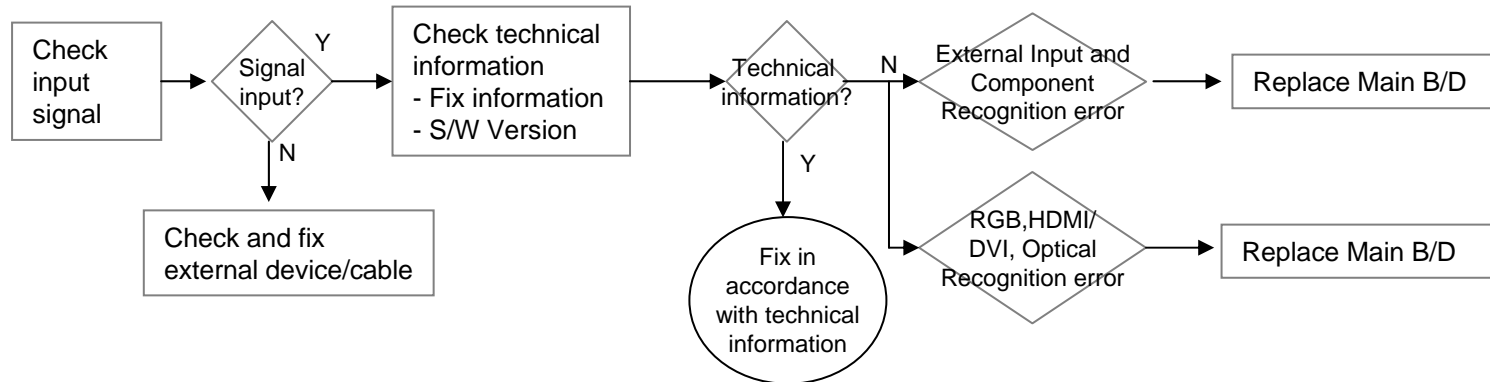 Check
input
signal
Signal
input?
Y
N
Check and fix
external device/cable
Check technical
information
- Fix information
- S/W Version
Technical
information?
N
Y
Fix in
accordance
with technical
information
External Input and
Component
Recognition error
Replace Main B/D
RGB,HDMI/
DVI, Optical
Recognition error
Replace Main B/D